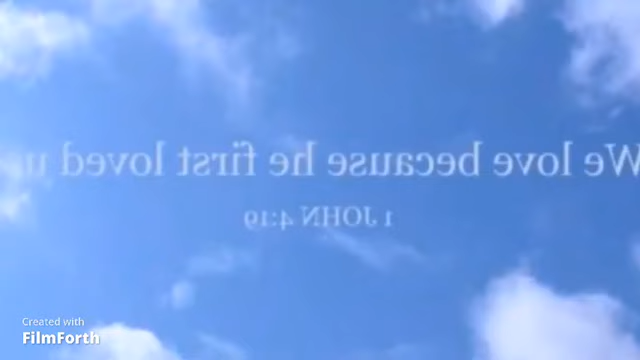 We love because he first loved u
1 JOHN 4:19
Created with
FilmForth